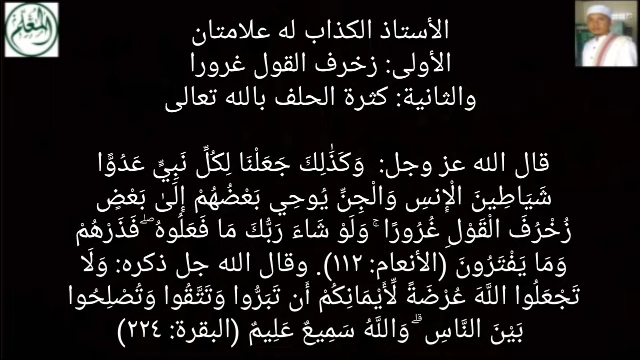 المعلم
الأستاذ الكذاب له علامتان
الأولى: زخرف القول غرورا
والثانية: كثرة الحلف بالله تعالى
قال الله عز وجل: وَكَذَٰلِكَ جَعَلْنَا لِكُلِّ نَبِيٍّ عَدُوًّا
شَيَاطِينَ الْإِنسِ وَالْجِنِّ يُوحِي بَعْضُهُمْ إِلَىٰ بَعْضٍ
زُخْرُفَ الْقَوْلِ غُرُورًا ۚ وَلَوْ شَاءَ رَبُّكَ مَا فَعَلُوهُ ۖ فَذَرْهُمْ
وَمَا يَفْتَرُونَ (الأنعام: ١١٢). وقال الله جل ذكره: وَلَا
تَجْعَلُوا اللَّهَ عُرْضَةً لِّأَيْمَانِكُمْ أَن تَبَرُّوا وَتَتَّقُوا وَتُصْلِحُوا
بَيْنَ النَّاسِ ۗ وَاللَّهُ سَمِيعٌ عَلِيمٌ (البقرة: ٢٢٤)